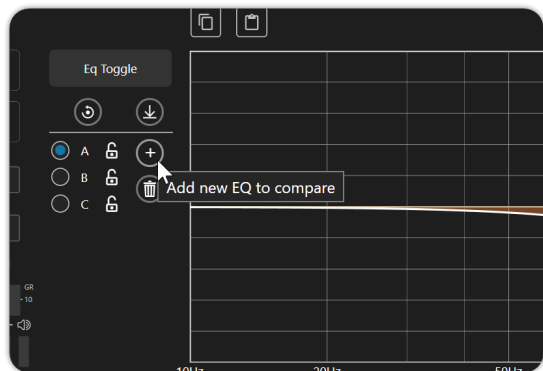 Eq Toggle
A
B
C
Add new EQ to compare
GR
-10
10Hz
20Hz
50Hz